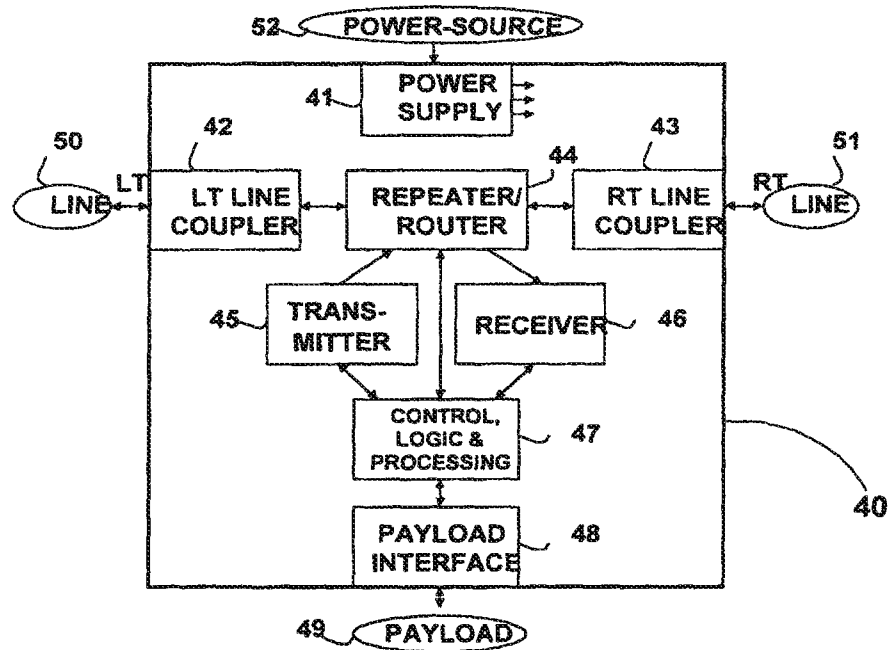 52
POWER-SOURCE
41
POWER
SUPPLY
50
42
44
43
51
LT
RT
LINE
LT LINE
COUPLER
REPEATER/
ROUTER
RT LINE
COUPLER
LINE
45
TRANS-
MITTER
RECEIVER
46
CONTROL,
LOGIC &
PROCESSING
47
40
PAYLOAD
INTERFACE
48
49
PAYLOAD